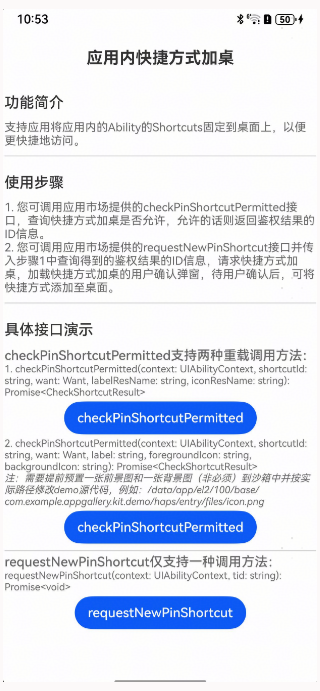 10:53
50
应用内快捷方式加桌
功能简介
支持应用将应用内的Ability的Shortcuts固定到桌面上，以便
更快捷地访问。
使用步骤
1. 您可调用应用市场提供的checkPinShortcutPermitted接
口，查询快捷方式加桌是否允许，允许的话则返回鉴权结果的
ID信息。
2. 您可调用应用市场提供的requestNewPinShortcut接口并传
入步骤1中查询得到的鉴权结果的ID信息，请求快捷方式加
桌，加载快捷方式加桌的用户确认弹窗，待用户确认后，可将
快捷方式添加至桌面。
具体接口演示
checkPinShortcutPermitted支持两种重载调用方法：
1. checkPinShortcutPermitted(context: UIAbilityContext, shortcutId:
string, want: Want, labelResName: string, iconResName: string):
Promise<ShortcutResult>
checkPinShortcutPermitted
2. checkPinShortcutPermitted(context: UIAbilityContext, shortcutId:
string, want: Want, label: string, foregroundIcon: string,
backgroundIcon: string): Promise<ShortcutResult>
注：需要提前预置一张前景图和一张背景图（非必须）到沙箱中并按实
际路径修改demo源代码，例如：/data/app/el2/100/base/
com.example.appgallery.kit.demo/haps/entry/files/icon.png
checkPinShortcutPermitted
requestNewPinShortcut仅支持一种调用方法：
requestNewPinShortcut(context: UIAbilityContext, tid: string):
Promise<void>
requestNewPinShortcut